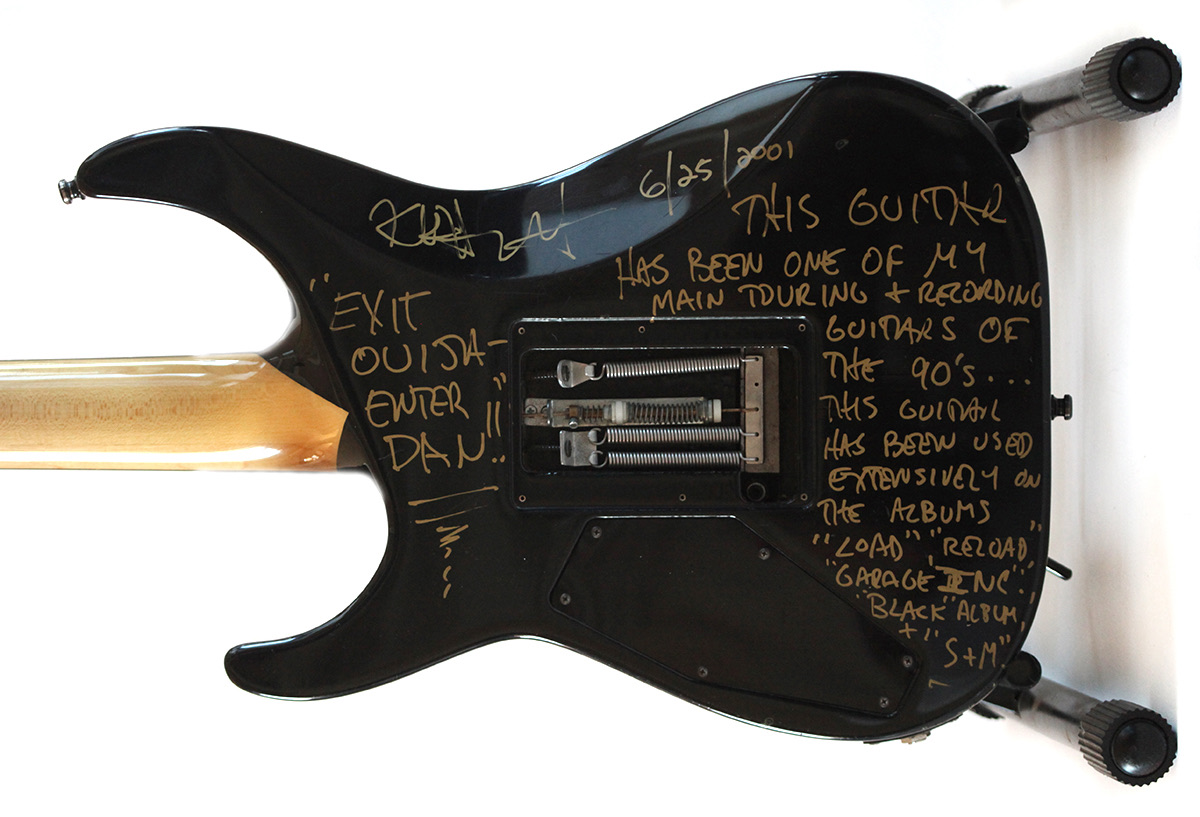 6/25/2001
THIS GUITAR
HAS BEEN ONE OF MY
MAIN TOURING + RECORDING
GUITARS OF
THE 90's...
THIS GUITAR
HAS BEEN USED
EXTENSIVELY ON
THE ALBUMS
"LOAD", "RELOAD",
"GARAGE INC.",
"BLACK" ALBUM,
+ "S+M".
"EXIT
OUIJA-
ENTER
DAN!!"